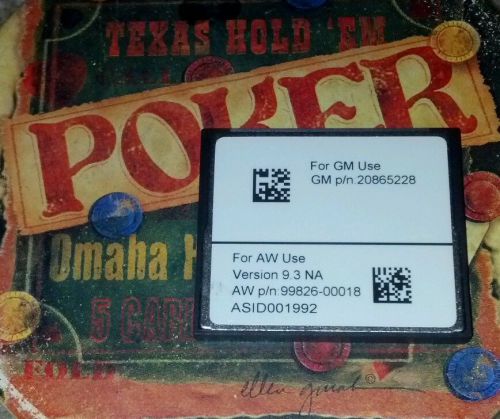 TEXAS HOLD 'EM
POKER
For GM Use
GM p/n 20865228
Omaha H
For AW Use
Version 9.3 NA
AW p/n 99826-00018
ASID001992
5 CARD
FOLD
ellen
©